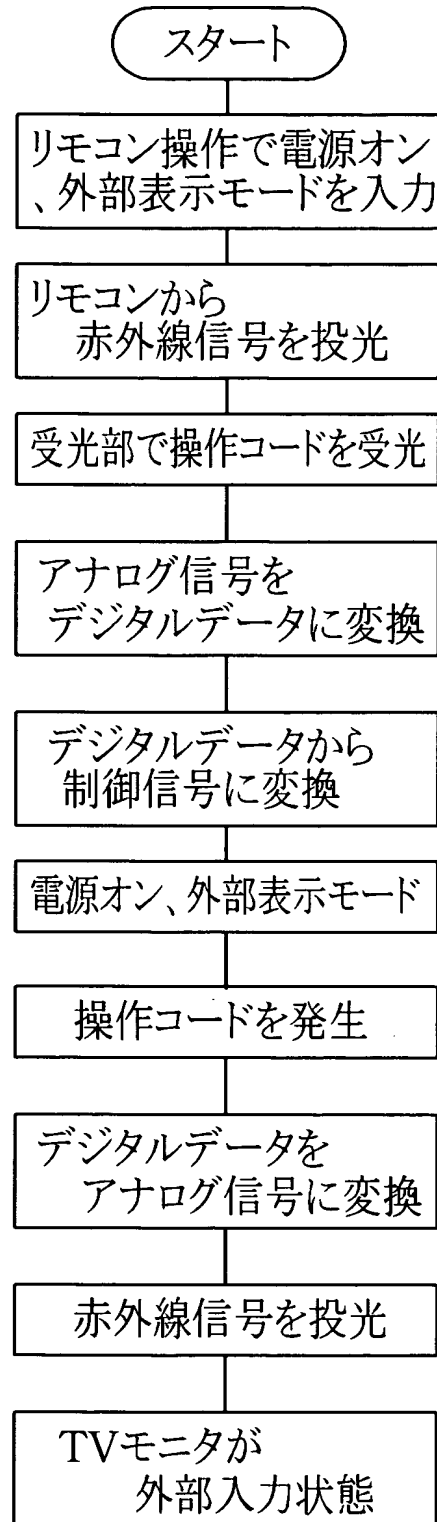 スタート
リモコン操作で電源オン
、外部表示モードを入力
リモコンから
赤外線信号を投光
受光部で操作コードを受光
アナログ信号を
デジタルデータに変換
デジタルデータから
制御信号に変換
電源オン、外部表示モード
操作コードを発生
デジタルデータを
アナログ信号に変換
赤外線信号を投光
TVモニタが
外部入力状態